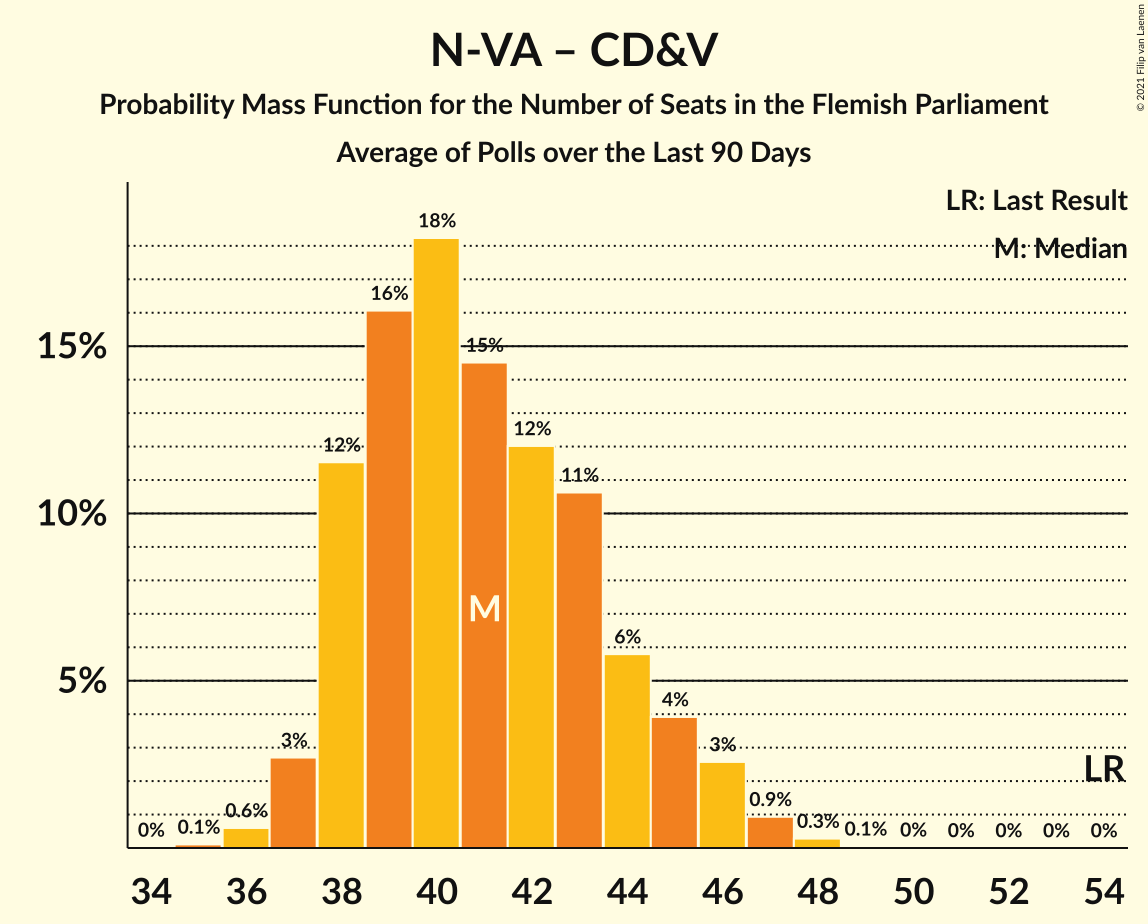 N-VA – CD&V
Probability Mass Function for the Number of Seats in the Flemish Parliament
Average of Polls over the Last 90 Days
© 2021 Filip van Laenen
LR: Last Result
M: Median
15%
10%
5%
0%
0.1%
0.6%
3%
12%
16%
18%
15%
12%
11%
6%
4%
3%
0.9%
0.3%
0.1%
0%
0%
0%
0%
0%
M
LR
34 36 38 40 42 44 46 48 50 52 54